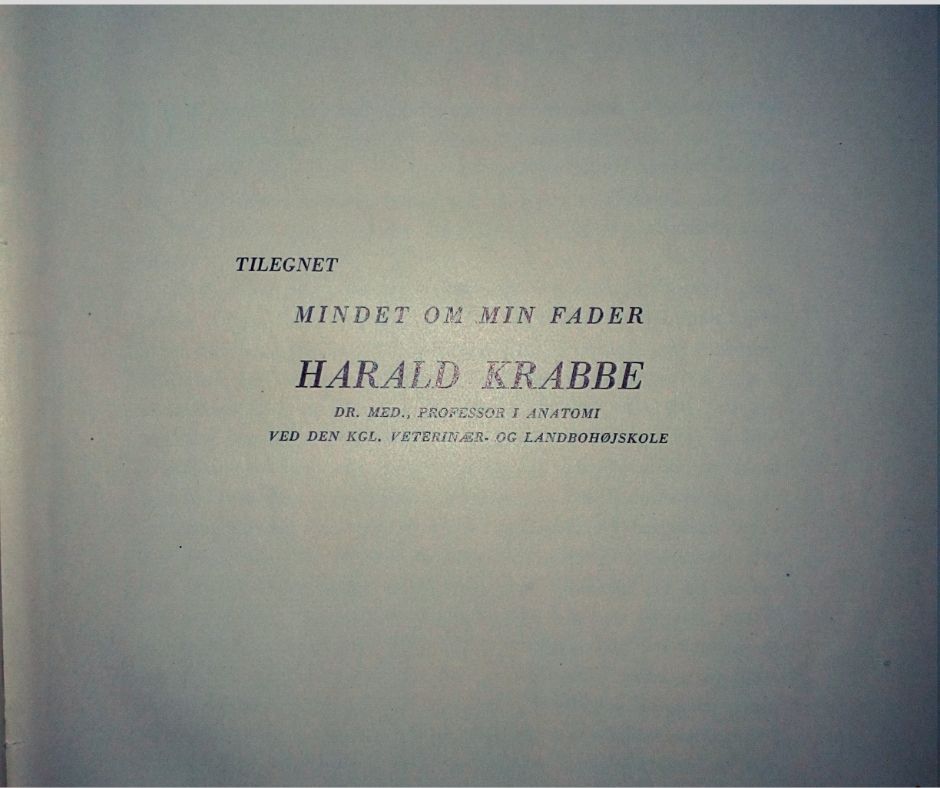 TILEGNET
MINDET OM MIN FADER
HARALD KRABBE
DR. MED., PROFESSOR I ANATOMI
VED DEN KGL. VETERINÆR- OG LANDBOHØJSKOLE